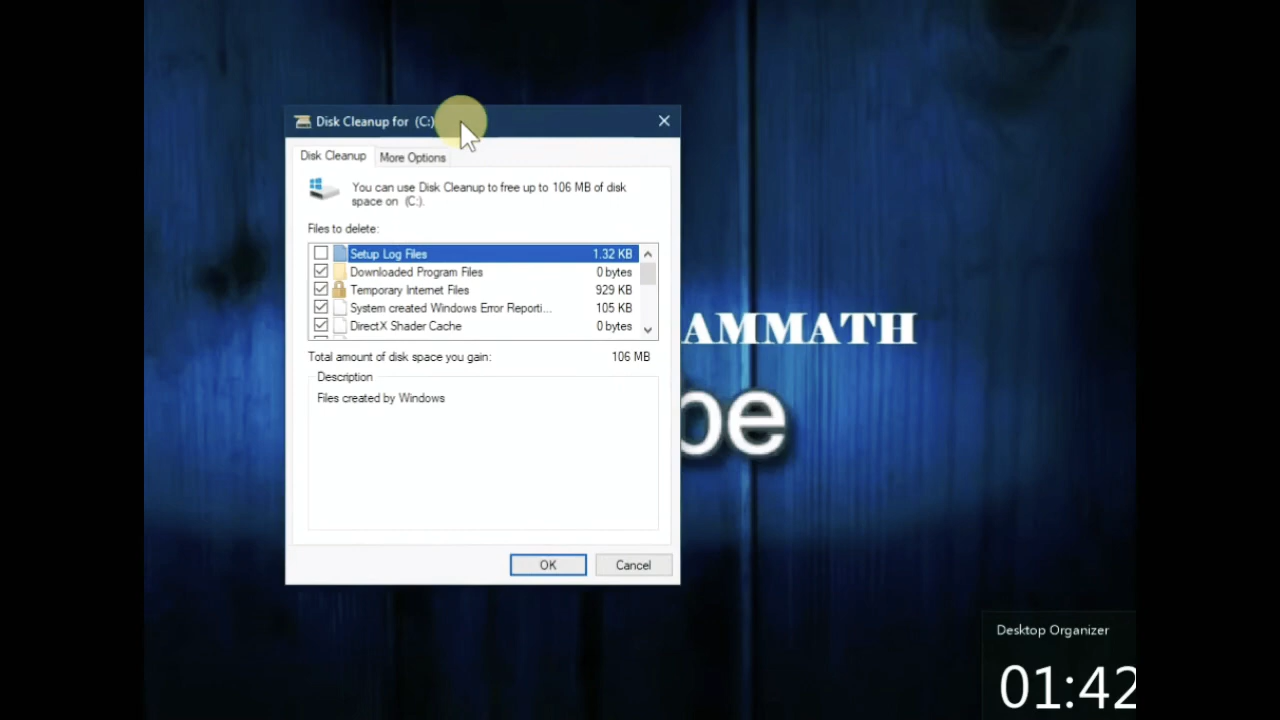 Disk Cleanup for (C:)
Disk Cleanup
More Options
You can use Disk Cleanup to free up to 106 MB of disk
space on (C:).
Files to delete:
Setup Log Files 1.32 KB
Downloaded Program Files 0 bytes
Temporary Internet Files 929 KB
System created Windows Error Reporti... 105 KB
DirectX Shader Cache 0 bytes
Total amount of disk space you gain: 106 MB
Description
Files created by Windows
OK
Cancel
AMMATH
be
Desktop Organizer
01:42